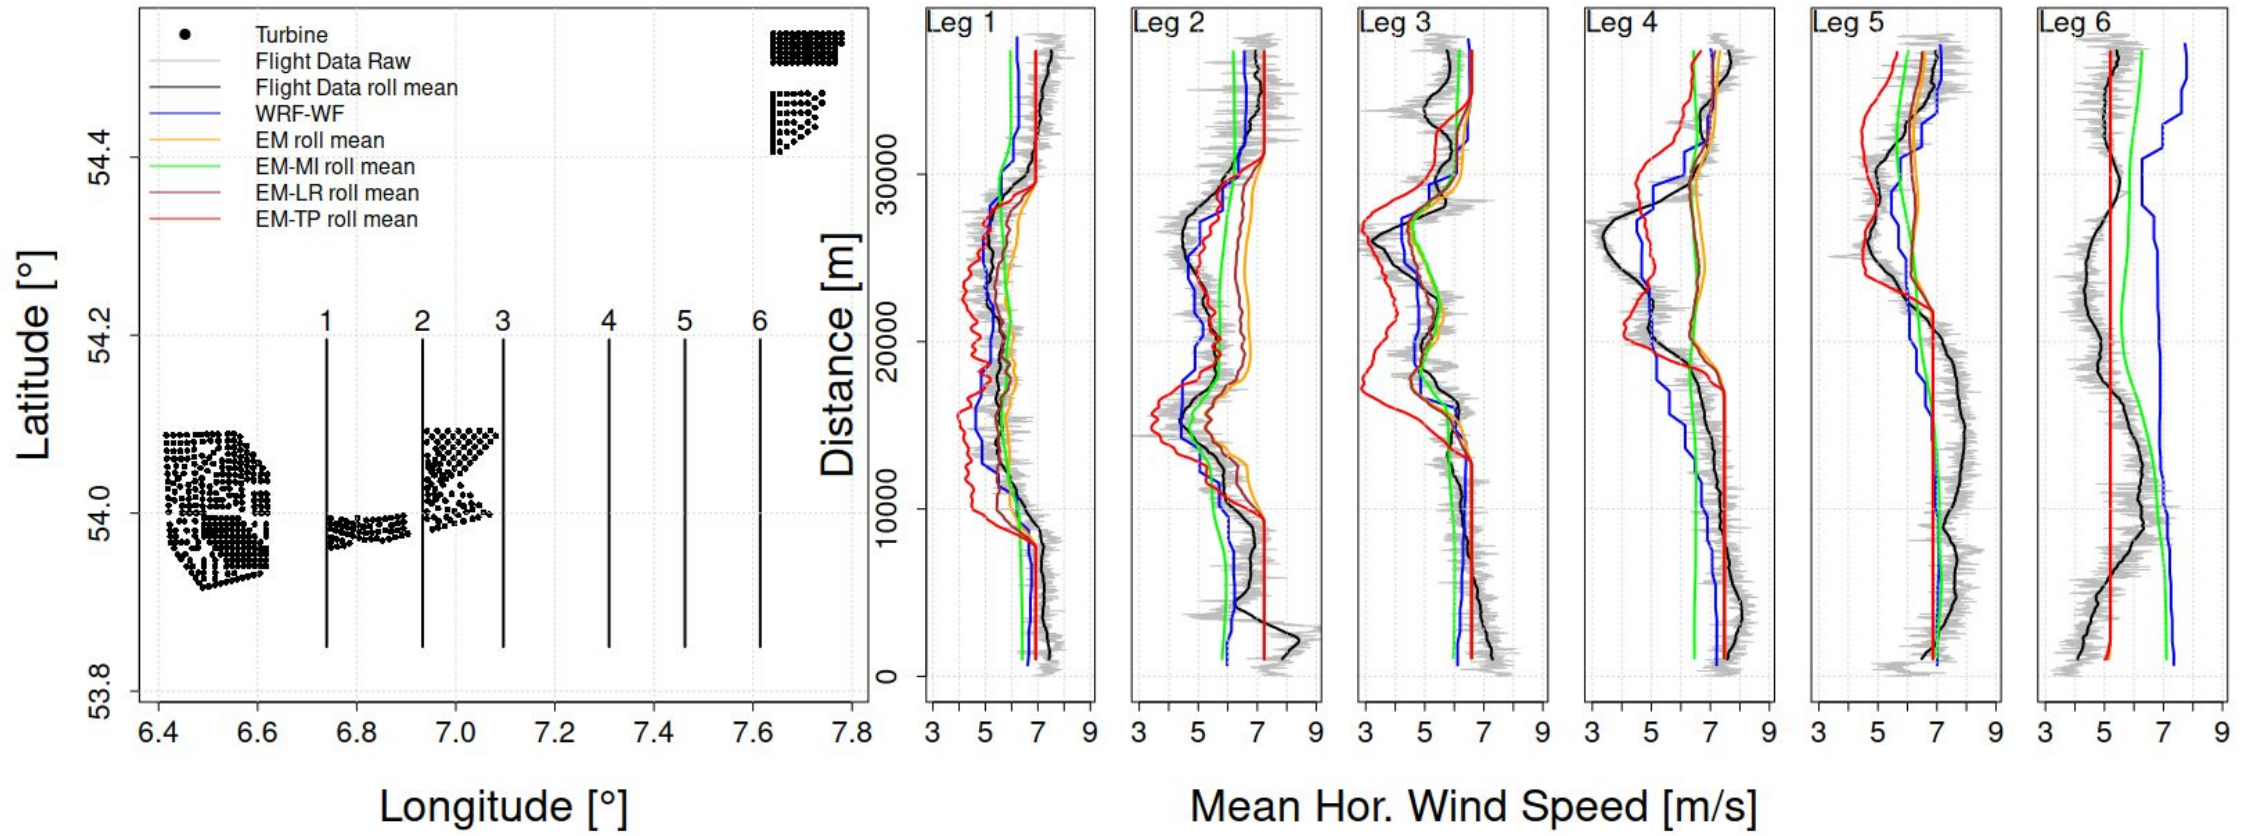 Turbine
Flight Data Raw
Flight Data roll mean
WRF-WF
EM roll mean
EM-MI roll mean
EM-LR roll mean
EM-TP roll mean
1 2 3 4 5 6
Latitude [°]
53.8 54.0 54.2 54.4
6.4 6.6 6.8 7.0 7.2 7.4 7.6 7.8
Longitude [°]
Distance [m]
0 10000 20000 30000
Leg 1
3 5 7 9
Leg 2
3 5 7 9
Leg 3
3 5 7 9
Leg 4
3 5 7 9
Leg 5
3 5 7 9
Leg 6
3 5 7 9
Mean Hor. Wind Speed [m/s]